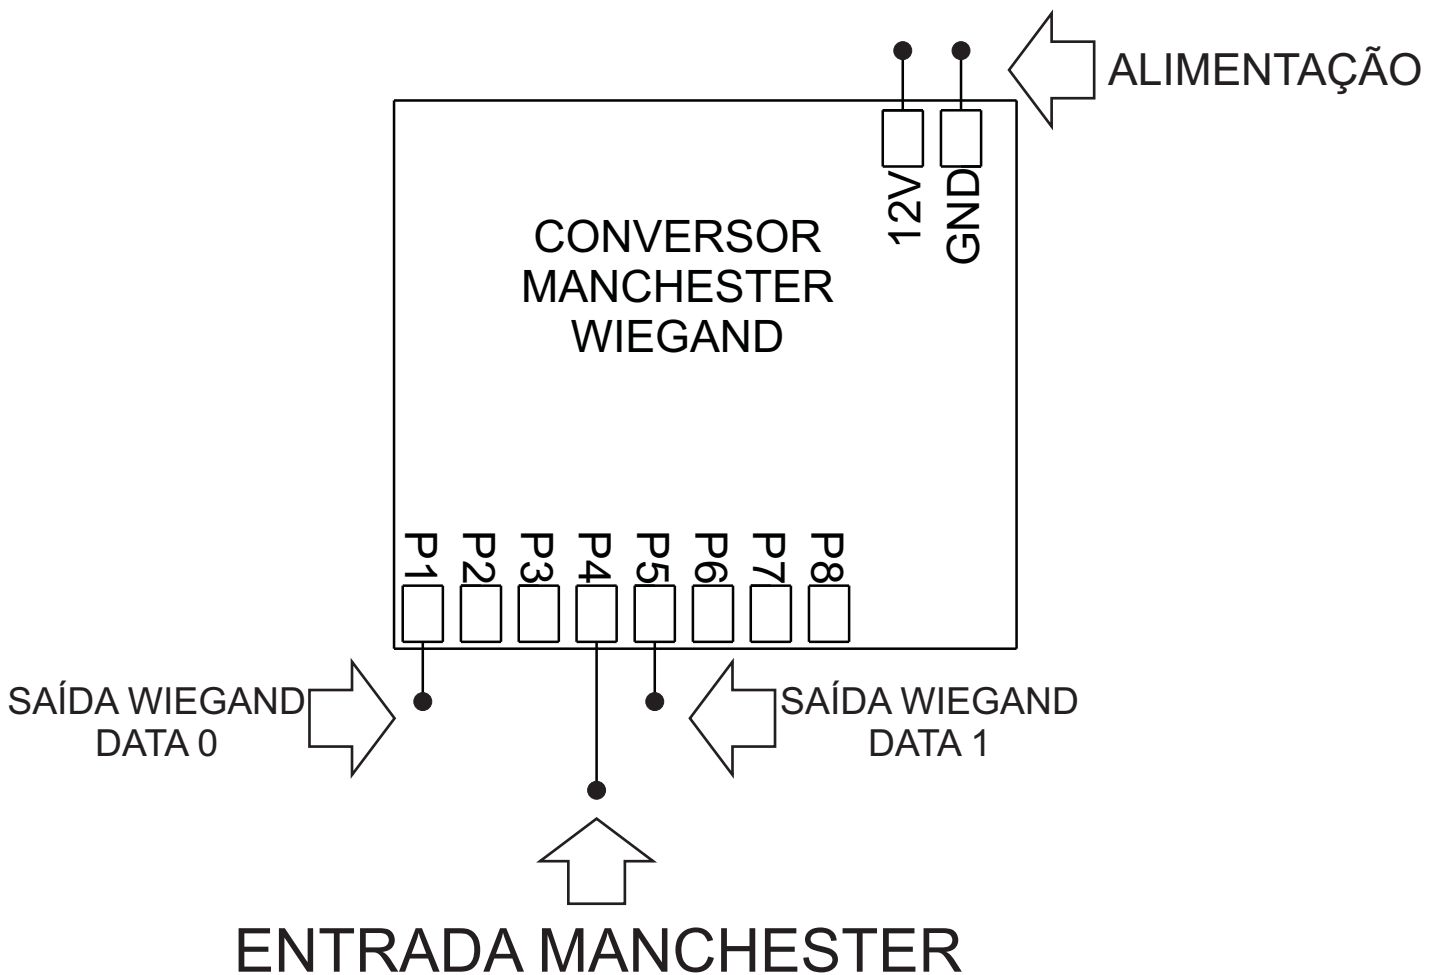 ALIMENTAÇÃO
12V
GND
CONVERSOR
MANCHESTER
WIEGAND
P1
P2
P3
P4
P5
P6
P7
P8
SAÍDA WIEGAND
DATA 0
SAÍDA WIEGAND
DATA 1
ENTRADA MANCHESTER